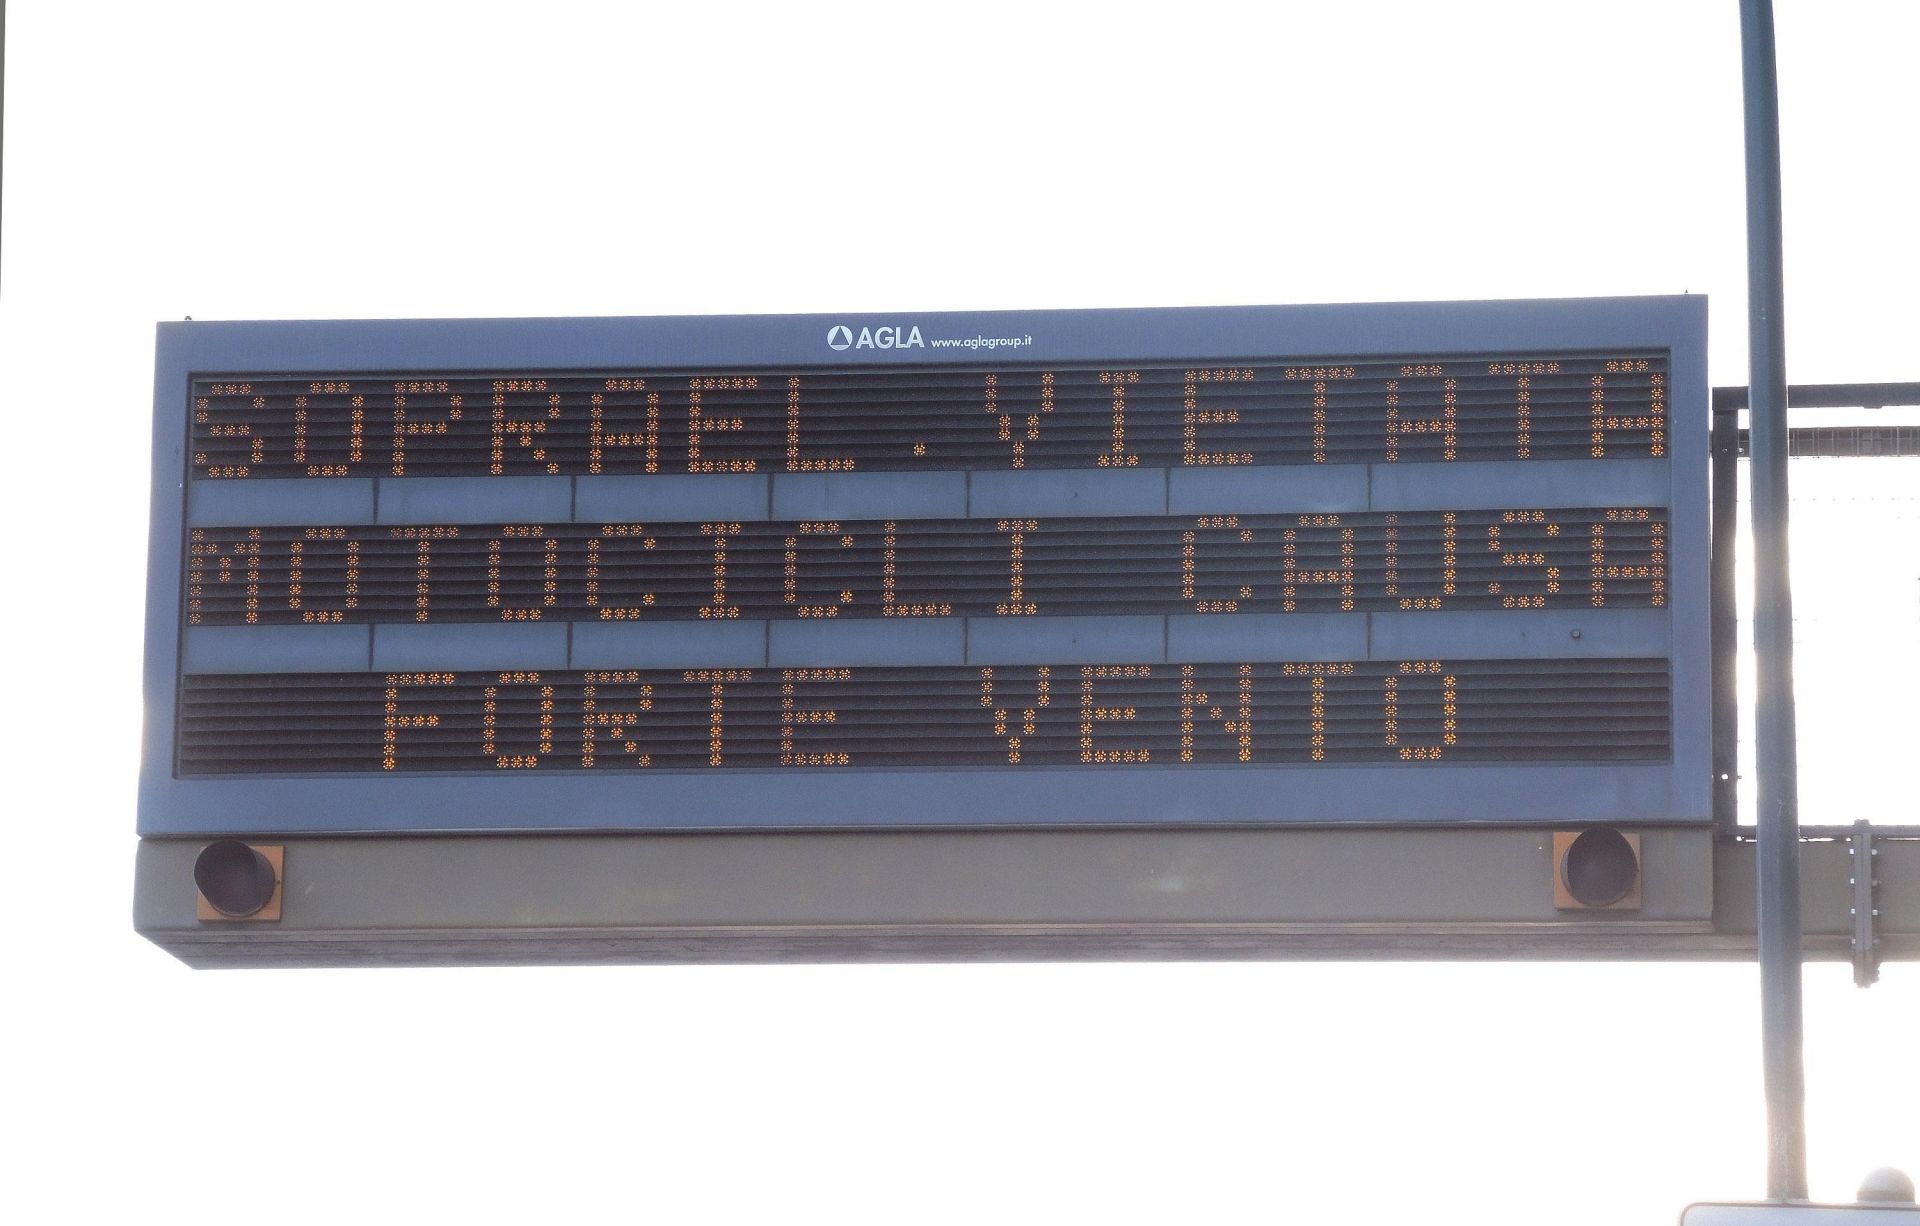 AGLA www.aglagroup.it
SOPRAEL.VIETATA
MOTOCICLI CAUSA
FORTE VENTO